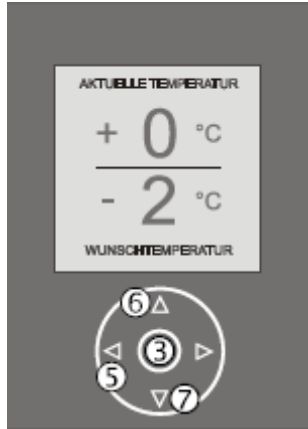 AKTUELLE TEMPERATUR
+ 0 °C
- 2 °C
WUNSCHTEMPERATUR
6
3
5
7